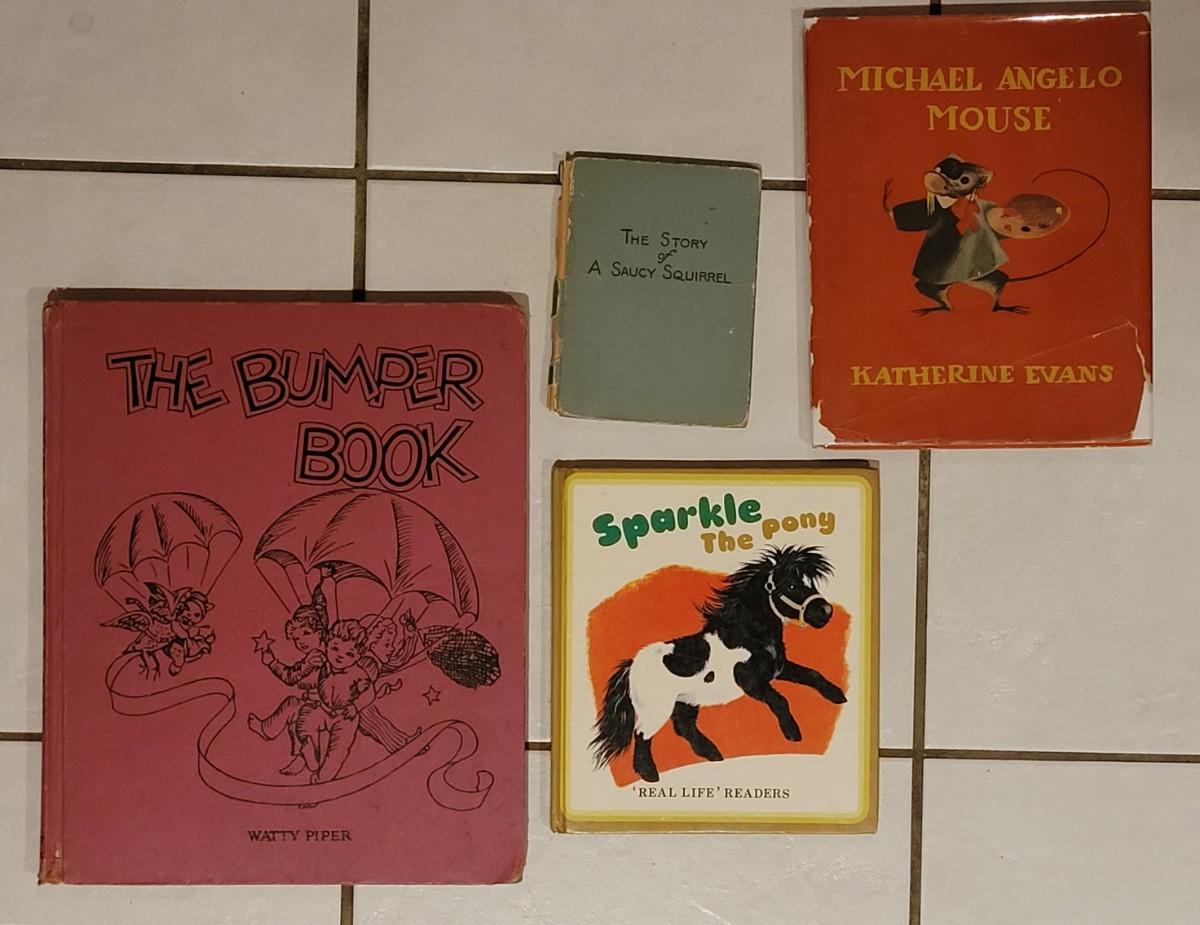 THE BUMPER
BOOK
WATTY PIPER
THE STORY
of
A SAUCY SQUIRREL
MICHAEL ANGELO
MOUSE
KATHERINE EVANS
Sparkle
The pony
'REAL LIFE' READERS